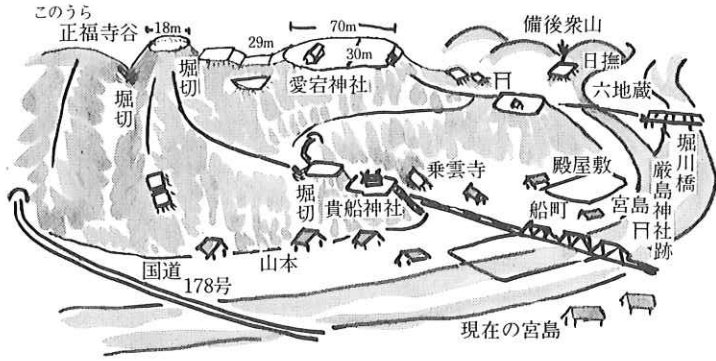 このうら
正福寺谷
18m
堀切
堀切
29m
70m
30m
愛宕神社
備後衆山
日撫
六地蔵
堀川橋
厳島神社跡
殿屋敷
乗雲寺
堀切
貴船神社
船町
宮島
国道
178号
山本
現在の宮島